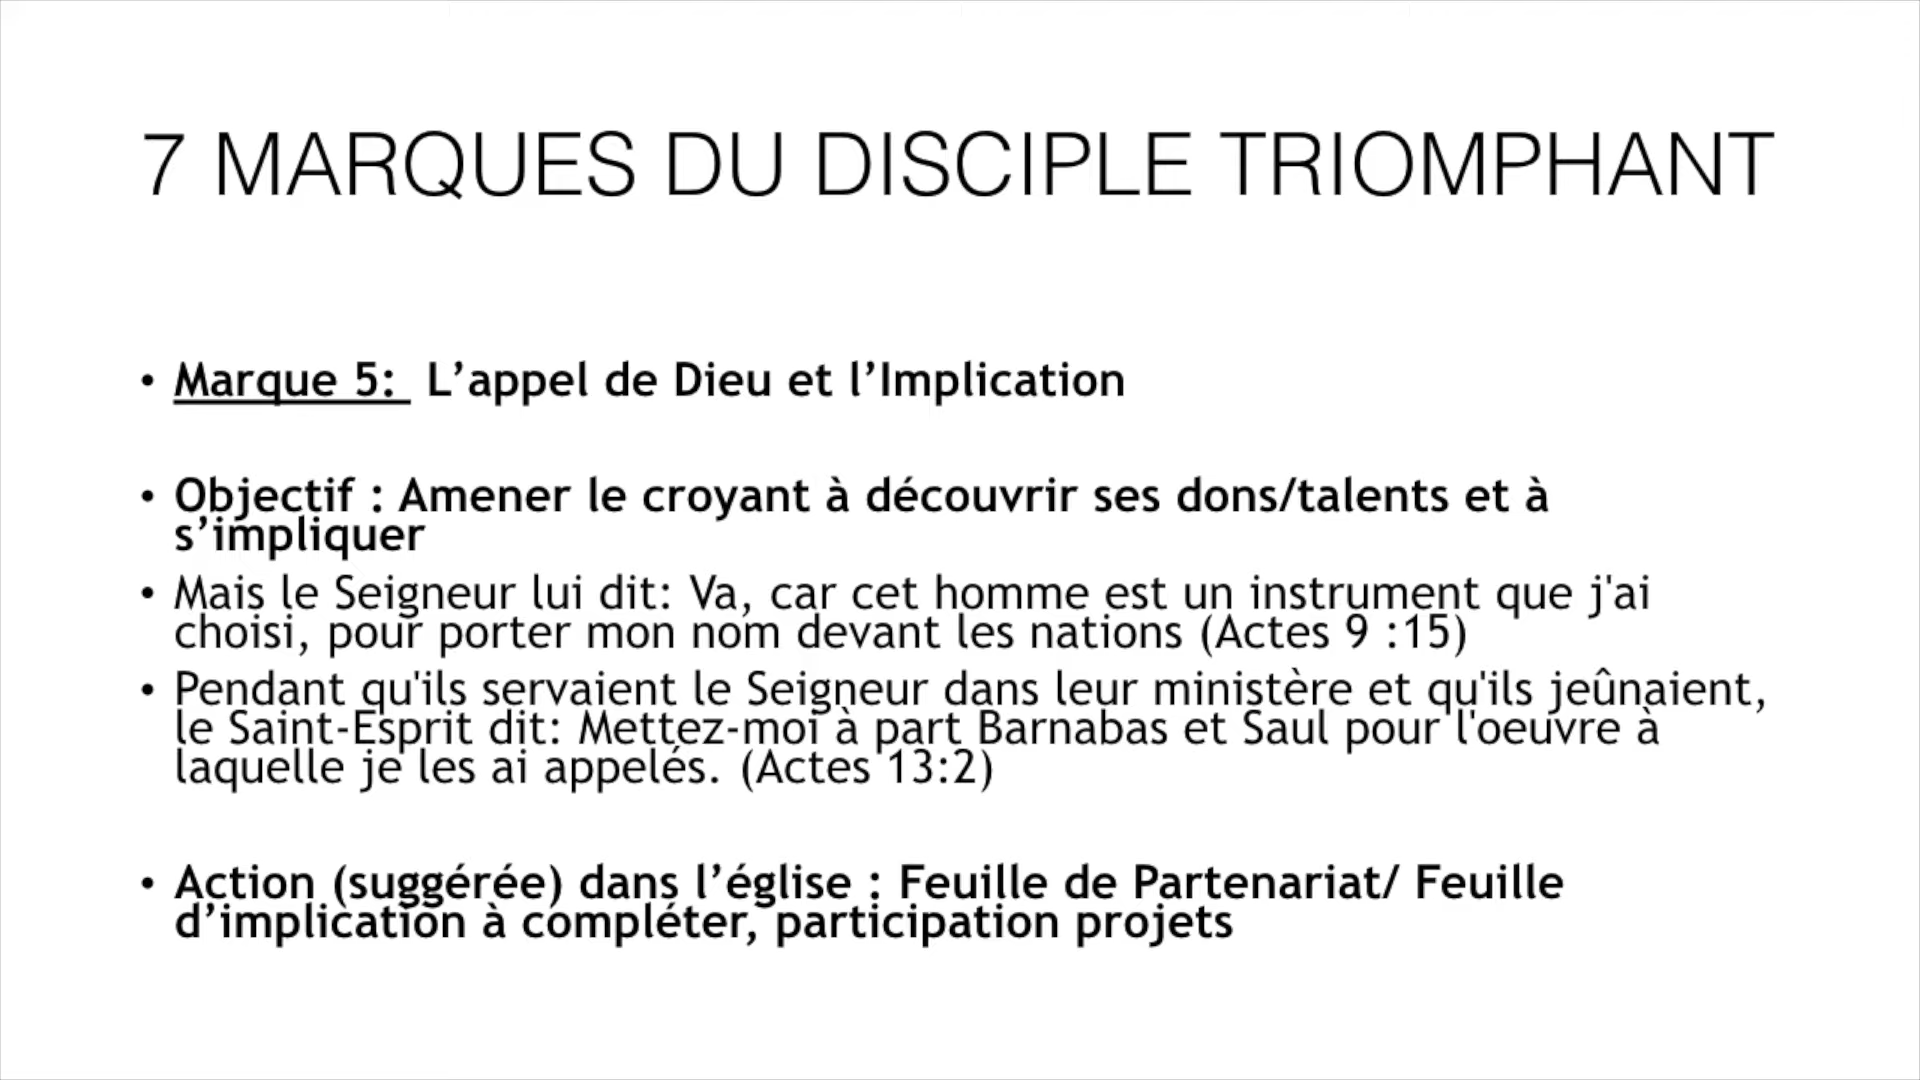 7 MARQUES DU DISCIPLE TRIOMPHANT
• Marque 5:  L’appel de Dieu et l’Implication
• Objectif : Amener le croyant à découvrir ses dons/talents et à
s’impliquer
• Mais le Seigneur lui dit: Va, car cet homme est un instrument que j'ai
choisi, pour porter mon nom devant les nations (Actes 9 :15)
• Pendant qu'ils servaient le Seigneur dans leur ministère et qu'ils jeûnaient,
le Saint-Esprit dit: Mettez-moi à part Barnabas et Saul pour l'oeuvre à
laquelle je les ai appelés. (Actes 13:2)
• Action (suggérée) dans l’église : Feuille de Partenariat/ Feuille
d’implication à compléter, participation projets